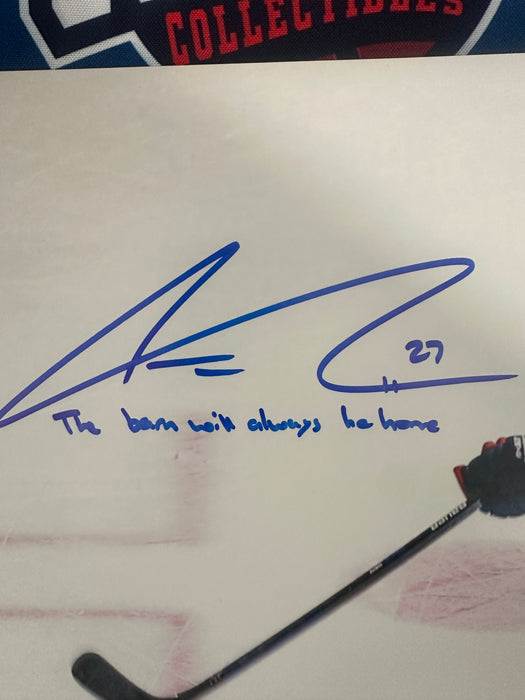 COLLECTIBLES
27
The barn will always be home